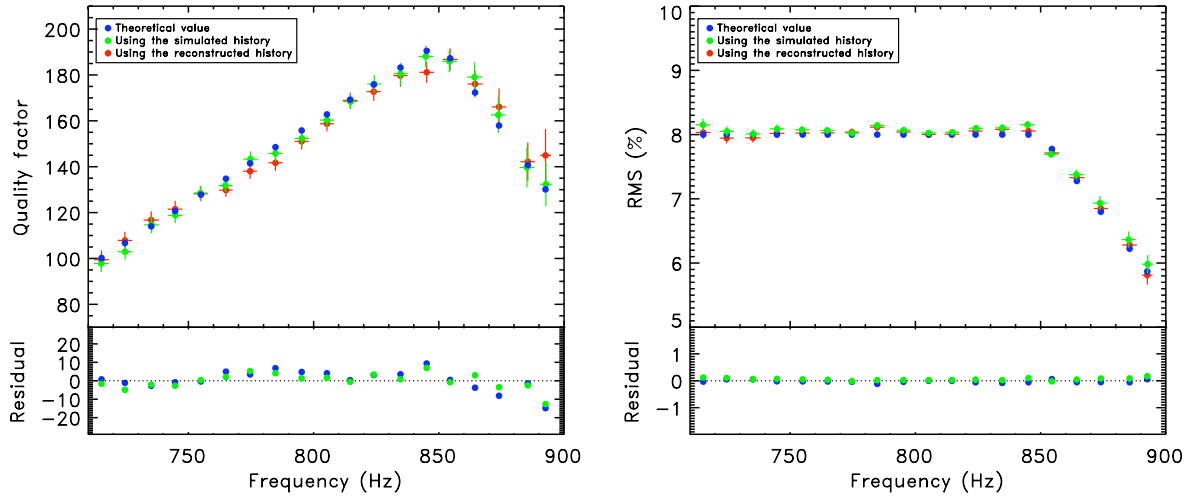 Theoretical value
Using the simulated history
Using the reconstructed history
Quality factor
200
180
160
140
120
100
80
Residual
20
10
0
−10
−20
750
800
850
900
Frequency (Hz)
Theoretical value
Using the simulated history
Using the reconstructed history
RMS (%)
10
9
8
7
6
5
Residual
1
0
−1
750
800
850
900
Frequency (Hz)